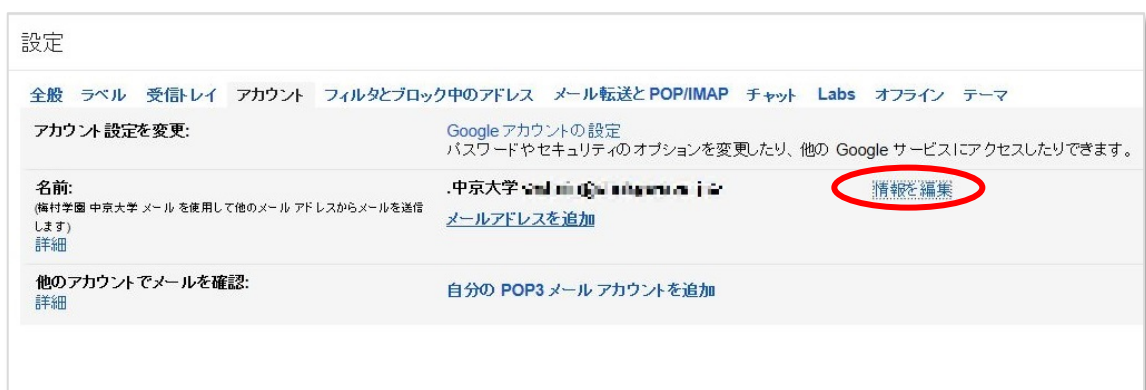 設定
全般 ラベル 受信トレイ アカウント フィルタとブロック中のアドレス メール転送と POP/IMAP チャット Labs オフライン テーマ
アカウント設定を変更: Google アカウントの設定
パスワードやセキュリティのオプションを変更したり、他の Google サービスにアクセスしたりできます。
名前: .中京大学 情報を編集
(梅村学園 中京大学 メール を使用して他のメール アドレスからメールを送信
します)
メールアドレスを追加
詳細
他のアカウントでメールを確認: 自分の POP3 メール アカウントを追加
詳細